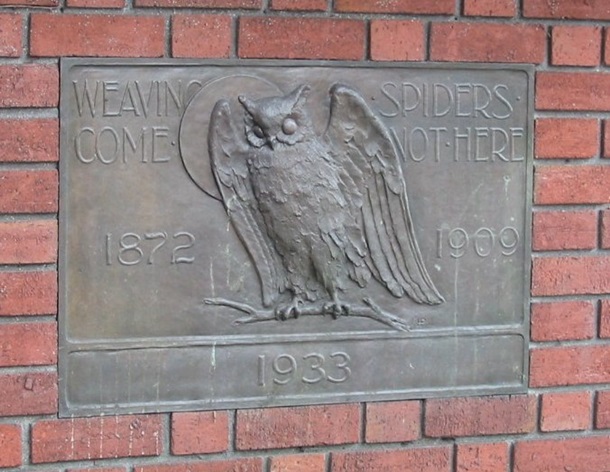 WEAVING SPIDERS
COME · NOT · HERE
1872 1909
1933